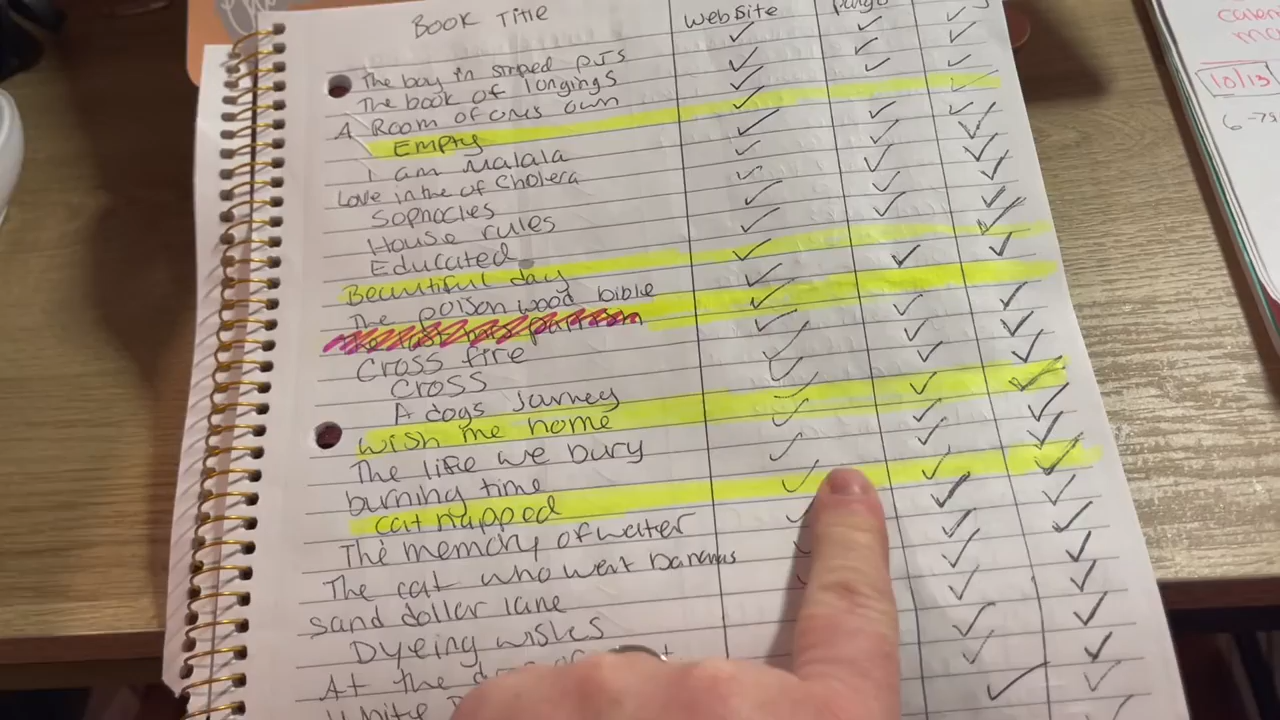 Book Title website
The boy in striped PJs
The book of longings
A Room of ones own
Empty
I am Malala
Love in the of Cholera
Sophocles
House rules
Educated
Beautiful day
The poison wood bible
Cross fire
Cross
A dogs Journey
wish me home
The life we bury
burning time
cat napped
The memory of water
The cat who went bananas
sand dollar lane
Dyeing wishes
At the
10/13